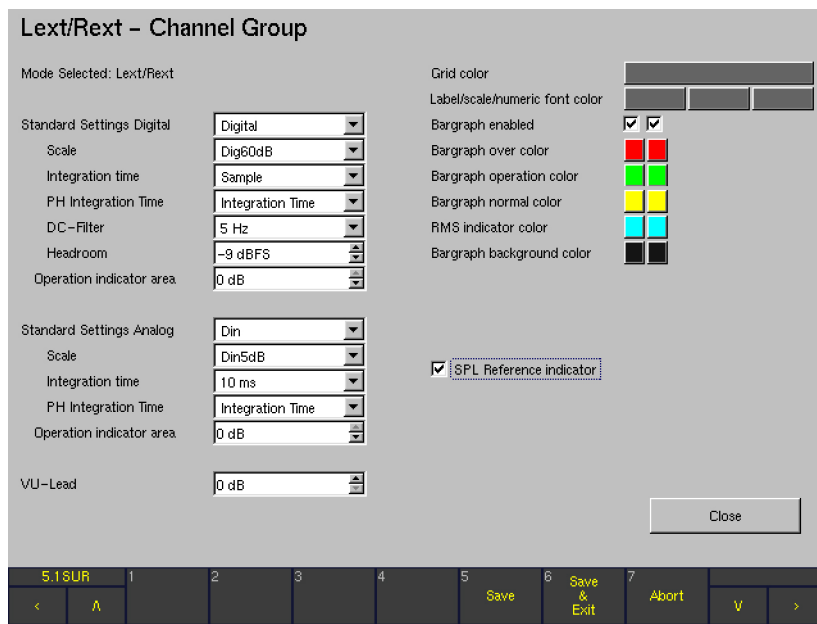 Lext/Rext – Channel Group
Mode Selected: Lext/Rext
Standard Settings Digital Digital
Scale Dig60dB
Integration time Sample
PH Integration Time Integration Time
DC-Filter 5 Hz
Headroom -9 dBFS
Operation indicator area 0 dB
Standard Settings Analog Din
Scale Din5dB
Integration time 10 ms
PH Integration Time Integration Time
Operation indicator area 0 dB
VU-Lead 0 dB
Grid color
Label/scale/numeric font color
Bargraph enabled
Bargraph over color
Bargraph operation color
Bargraph normal color
RMS indicator color
Bargraph background color
SPL Reference indicator
Close
5.1SUR 1 2 3 4 5 6 7
< Λ Save Save & Exit Abort V >